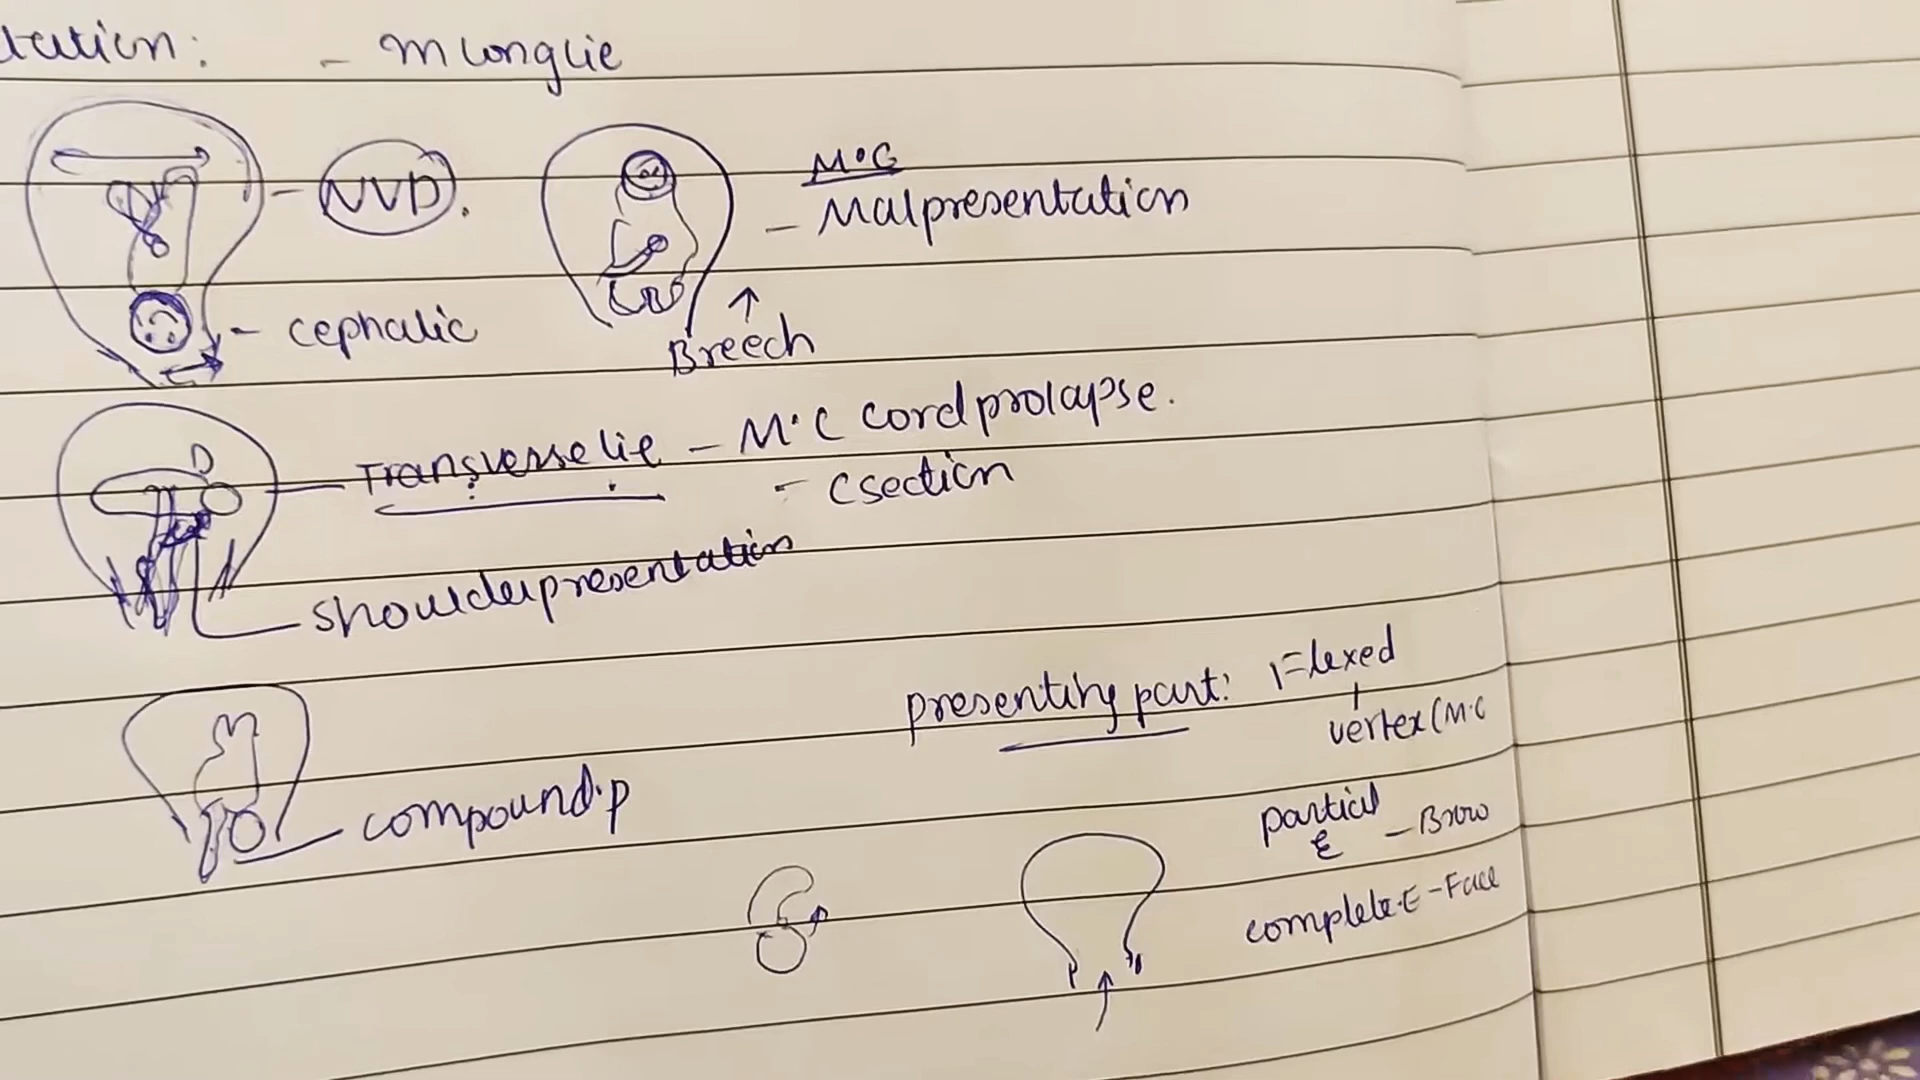 tation: - m longlie
- NVD.
M.C
- Malpresentation
- cephalic
Breech
Transverse lie - M.C cord prolapse.
- C section
shoulder presentation
presenting part: Flexed
vertex (M.C
compound.p
partial E - Brow
complete.E - Face